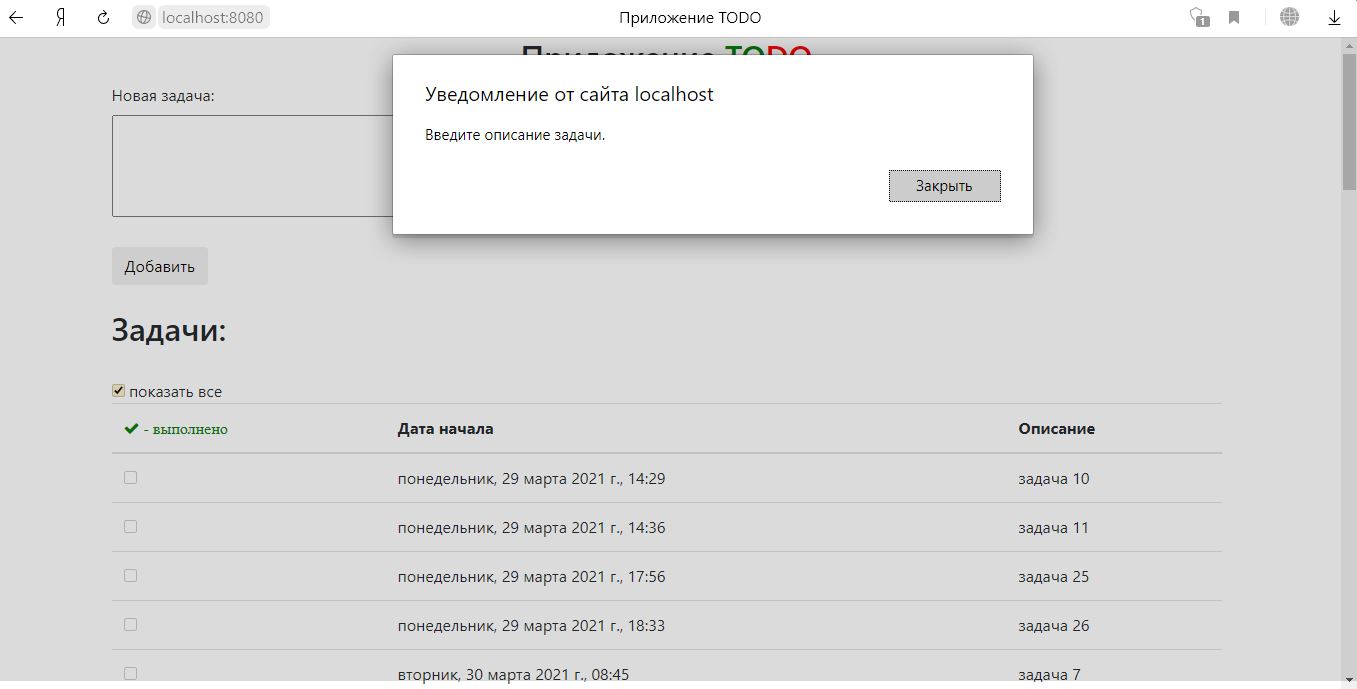 Я localhost:8080 Приложение TODO 1
Приложение TODO
Уведомление от сайта localhost
Введите описание задачи.
Закрыть
Новая задача:
Добавить
Задачи:
показать все
- выполнено Дата начала Описание
понедельник, 29 марта 2021 г., 14:29 задача 10
понедельник, 29 марта 2021 г., 14:36 задача 11
понедельник, 29 марта 2021 г., 17:56 задача 25
понедельник, 29 марта 2021 г., 18:33 задача 26
вторник, 30 марта 2021 г., 08:45 задача 7